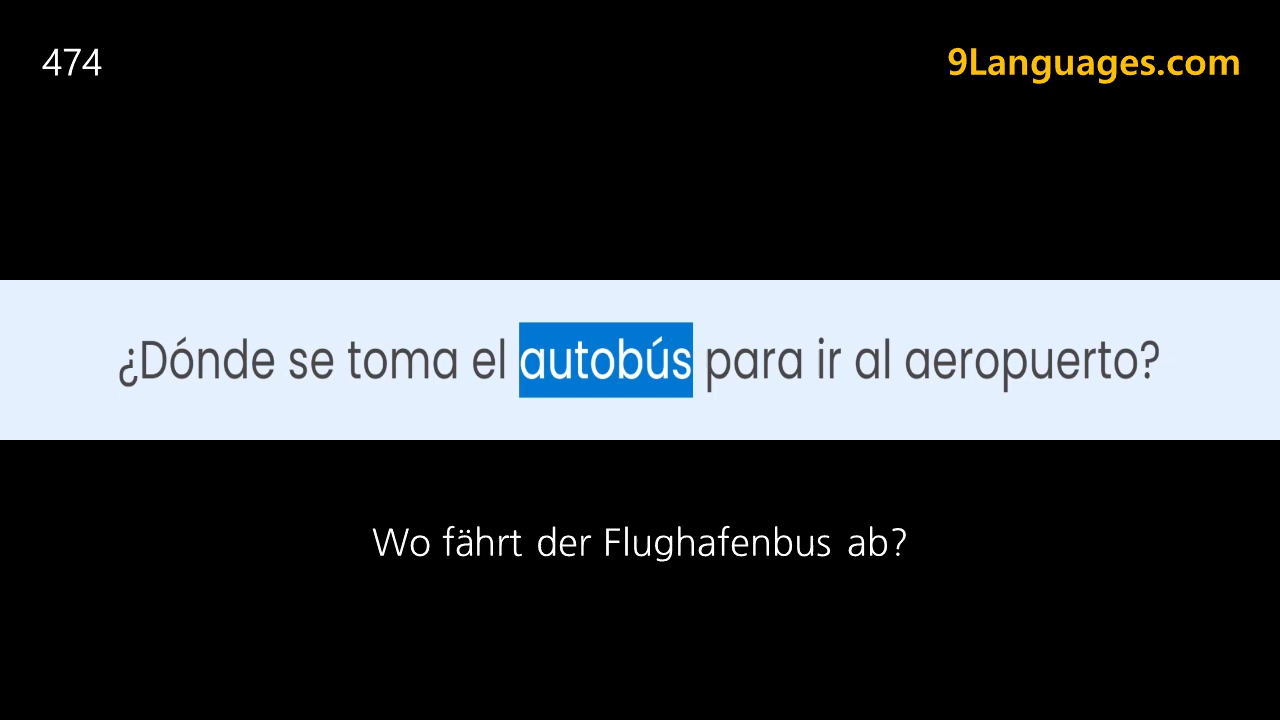 474
9Languages.com
¿Dónde se toma el autobús para ir al aeropuerto?
Wo fährt der Flughafenbus ab?